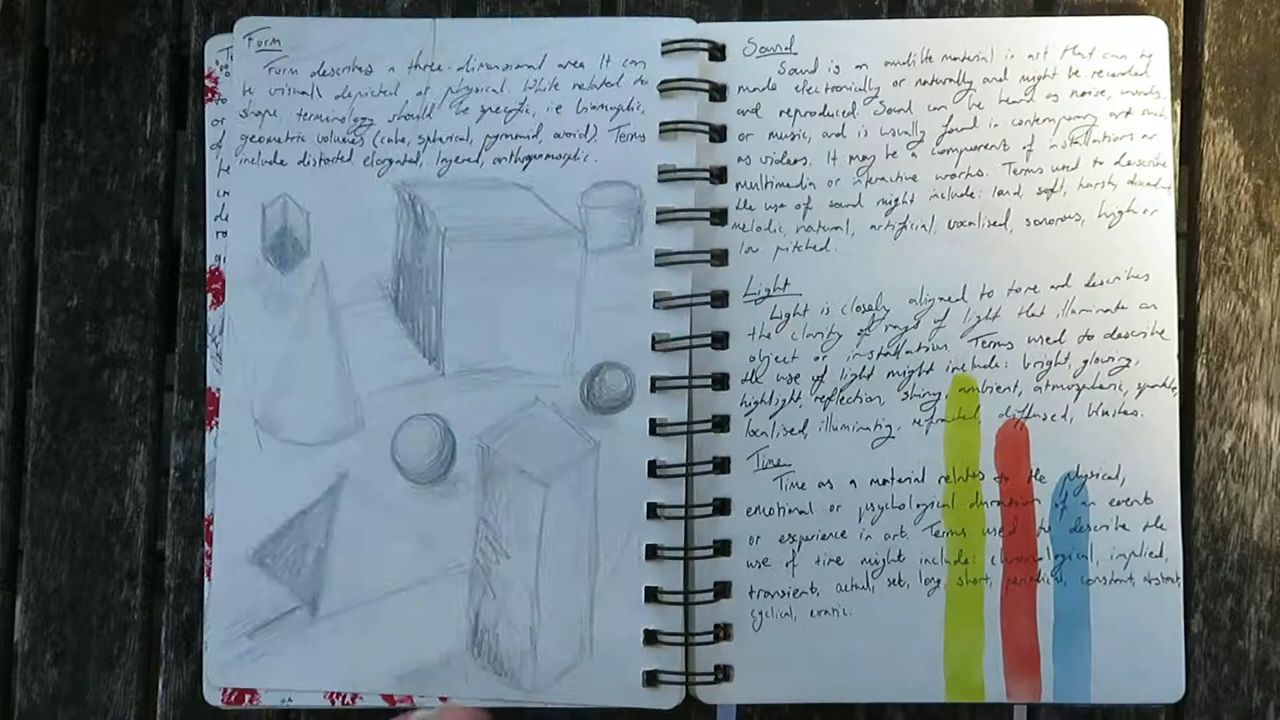 Form
Form describes a three-dimensional area. It can
be visually depicted or physical. While related to
shape, terminology should be specific, i.e biomorphic,
geometric volumes (cube, spherical, pyramid, ovoid). Terms
include distorted, elongated, layered, anthropomorphic.
Sound
Sound is an audible material in art that can be
made electronically or naturally and might be recorded
and reproduced. Sound can be heard as noise, words,
or music, and is usually found in contemporary art such
as videos. It may be a component of installations or
multimedia or interactive works. Terms used to describe
the use of sound might include: loud, soft, harsh, discordant
melodic, natural, artificial, vocalised, sonorous, high or
low pitched.
Light
Light is closely aligned to tone and describes
the clarity of rays of light that illuminate an
object or installation. Terms used to describe
the use of light might include: bright, glowing,
highlight, reflection, shiny, ambient, atmospheric, sparkle,
localised, illuminating, refracted, diffused, blushes.
Time
Time as a material relates to the physical,
emotional or psychological duration of an event
or experience in art. Terms used to describe the
use of time might include: chronological, implied,
transient, actual, set, long, short, periodical, constant, abstract,
cyclical, erratic.